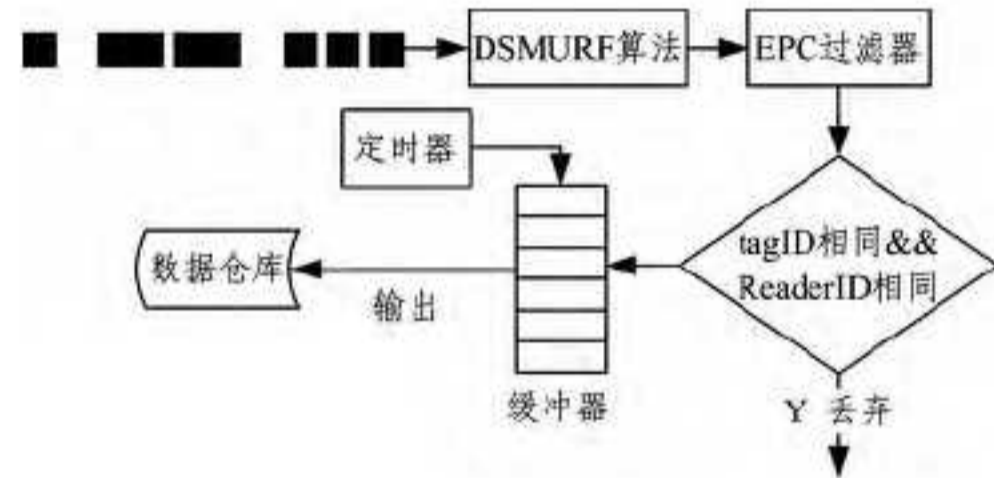 DSMURF算法
EPC过滤器
定时器
tagID相同&&
ReaderID相同
数据仓库
输出
缓冲器
Y 丢弃